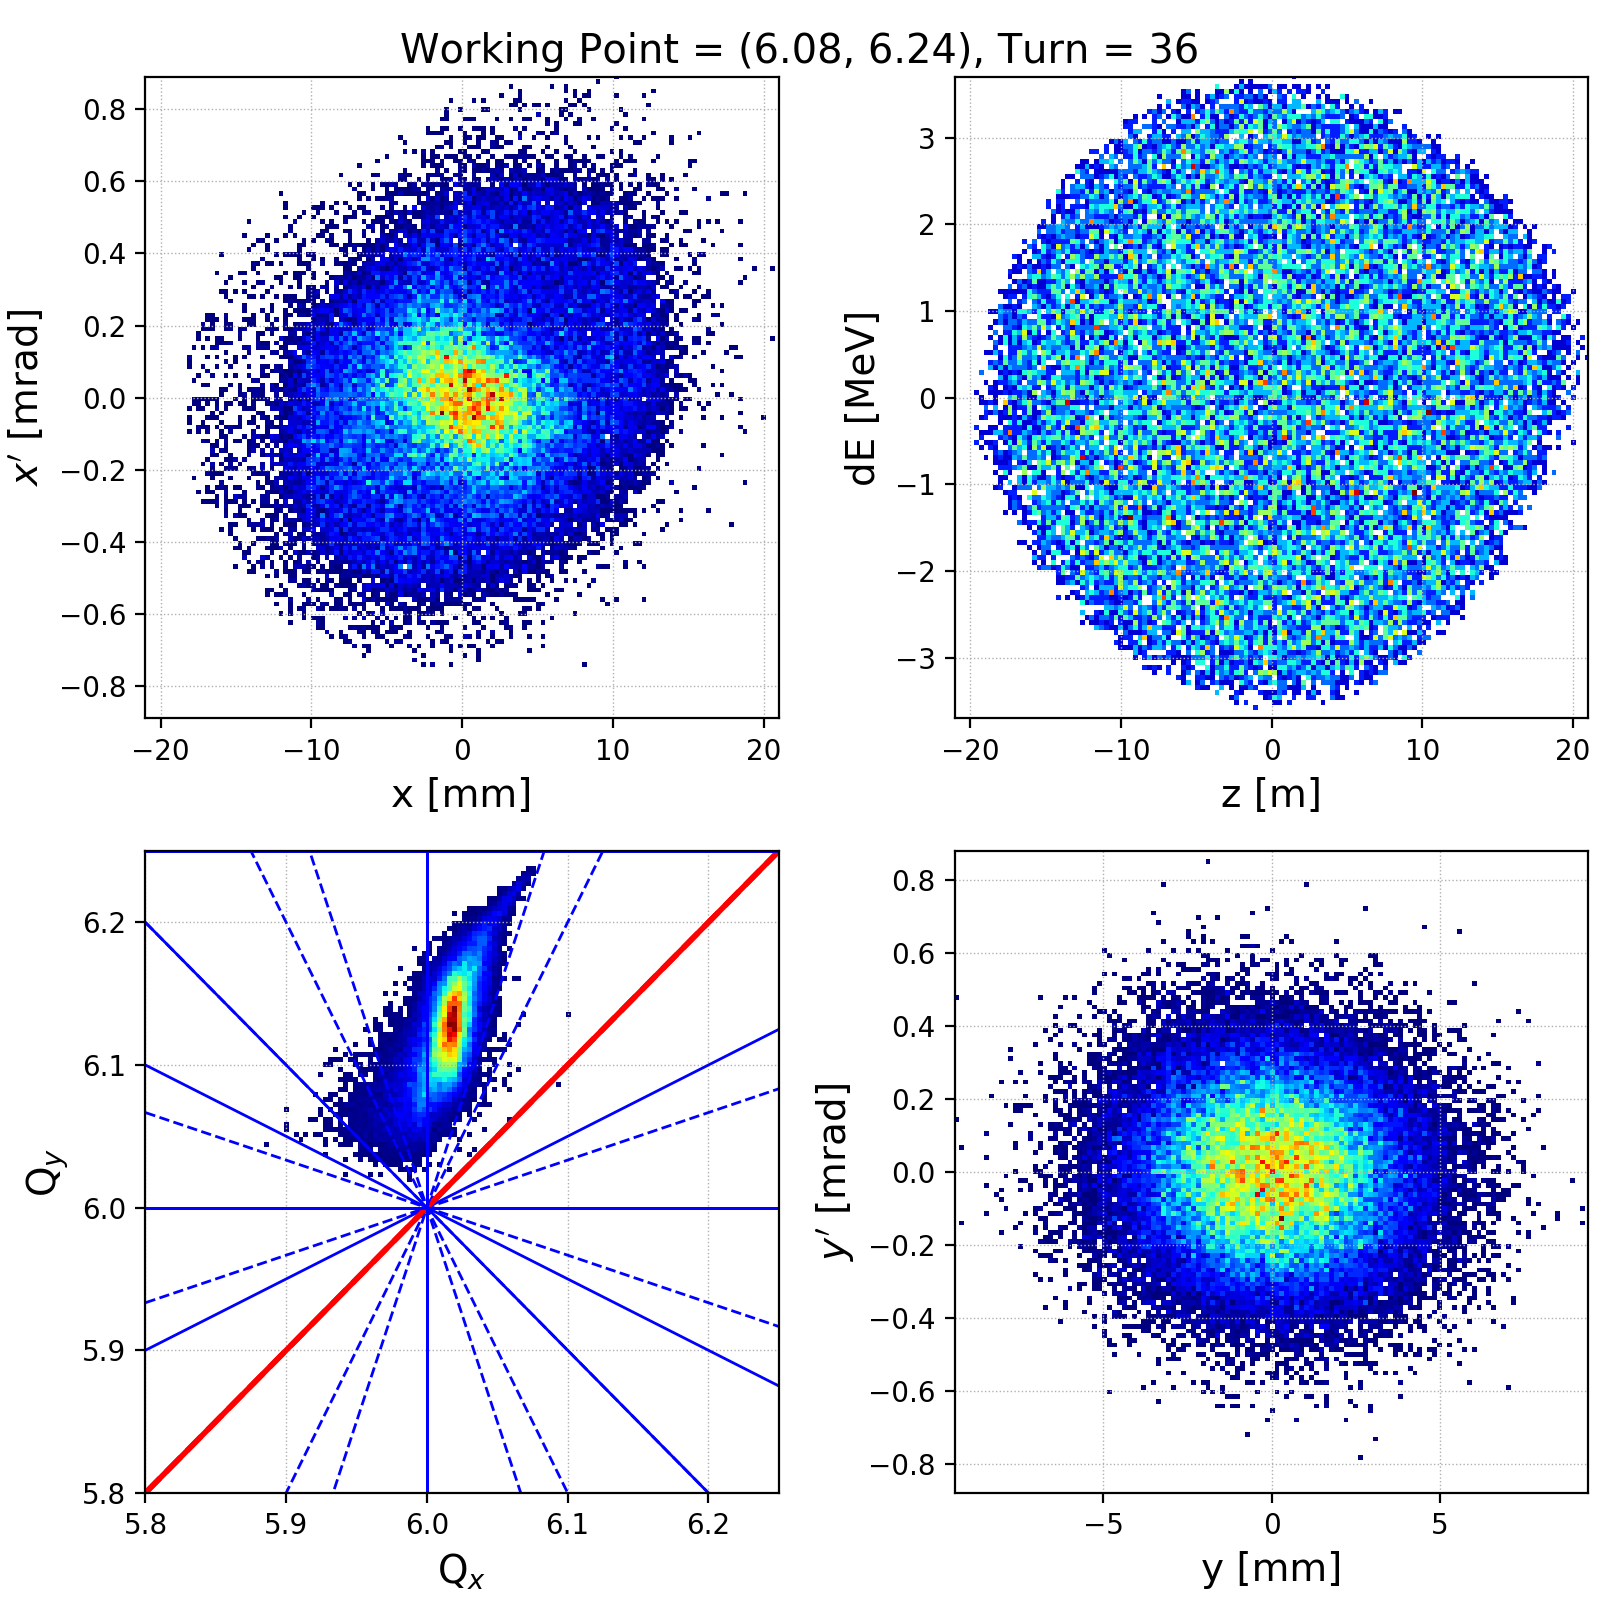 Working Point = (6.08, 6.24), Turn = 36
0.8
0.6
0.4
0.2
0.0
−0.2
−0.4
−0.6
−0.8
x′ [mrad]
−20 −10 0 10 20
x [mm]
3
2
1
0
−1
−2
−3
dE [MeV]
−20 −10 0 10 20
z [m]
6.2
6.1
6.0
5.9
5.8
Qy
5.8 5.9 6.0 6.1 6.2
Qx
0.8
0.6
0.4
0.2
0.0
−0.2
−0.4
−0.6
−0.8
y′ [mrad]
−5 0 5
y [mm]